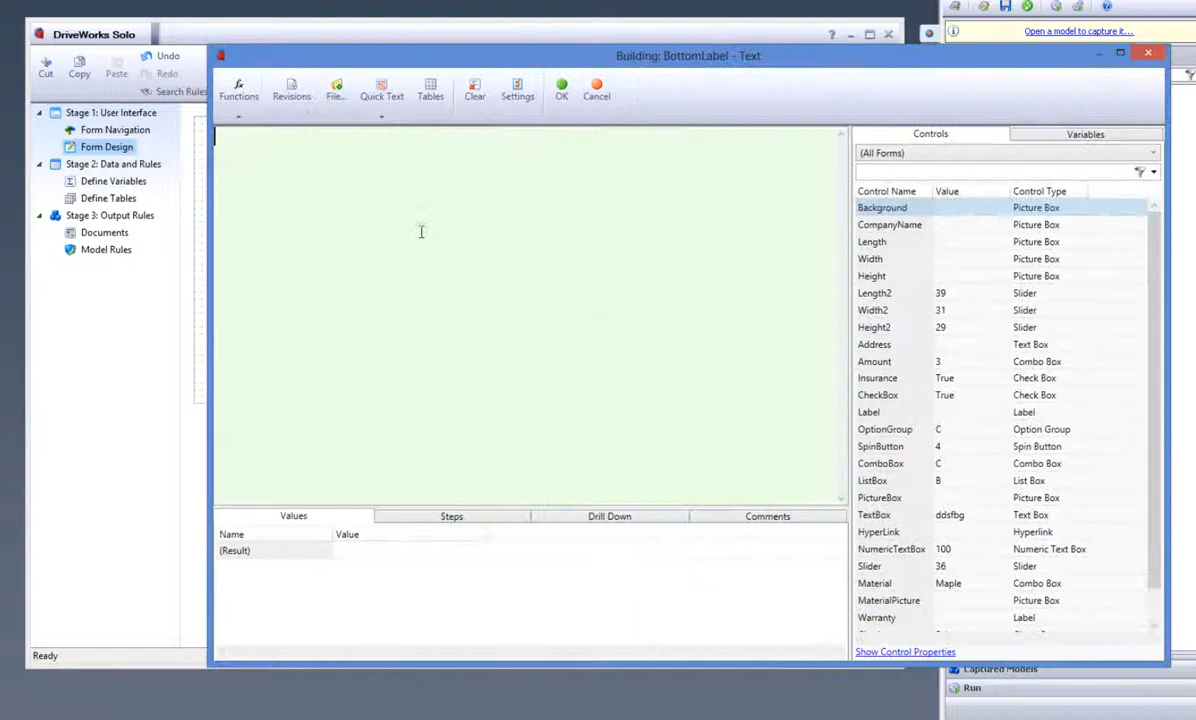 DriveWorks Solo
Cut
Copy
Paste
Undo
Redo
Search Rules
Stage 1: User Interface
Form Navigation
Form Design
Stage 2: Data and Rules
Define Variables
Define Tables
Stage 3: Output Rules
Documents
Model Rules
Ready
Open a model to capture it...
Building: BottomLabel - Text
Functions
Revisions
File...
Quick Text
Tables
Clear
Settings
OK
Cancel
Controls Variables
(All Forms)
Control Name Value Control Type
Background Picture Box
CompanyName Picture Box
Length Picture Box
Width Picture Box
Height Picture Box
Length2 39 Slider
Width2 31 Slider
Height2 29 Slider
Address Text Box
Amount 3 Combo Box
Insurance True Check Box
CheckBox True Check Box
Label Label
OptionGroup C Option Group
SpinButton 4 Spin Button
ComboBox C Combo Box
ListBox B List Box
PictureBox Picture Box
TextBox ddsfbg Text Box
HyperLink Hyperlink
NumericTextBox 100 Numeric Text Box
Slider 36 Slider
Material Maple Combo Box
MaterialPicture Picture Box
Warranty Label
Show Control Properties
Values Steps Drill Down Comments
Name Value
(Result)
Captured Models
Run